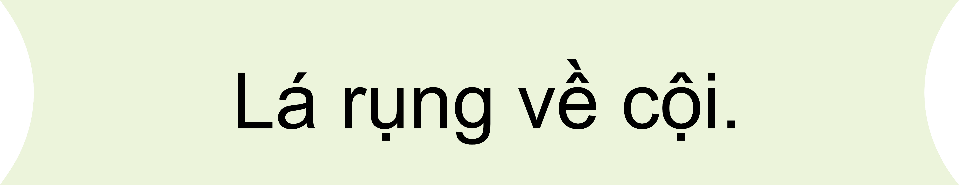 Lá rụng về cội.